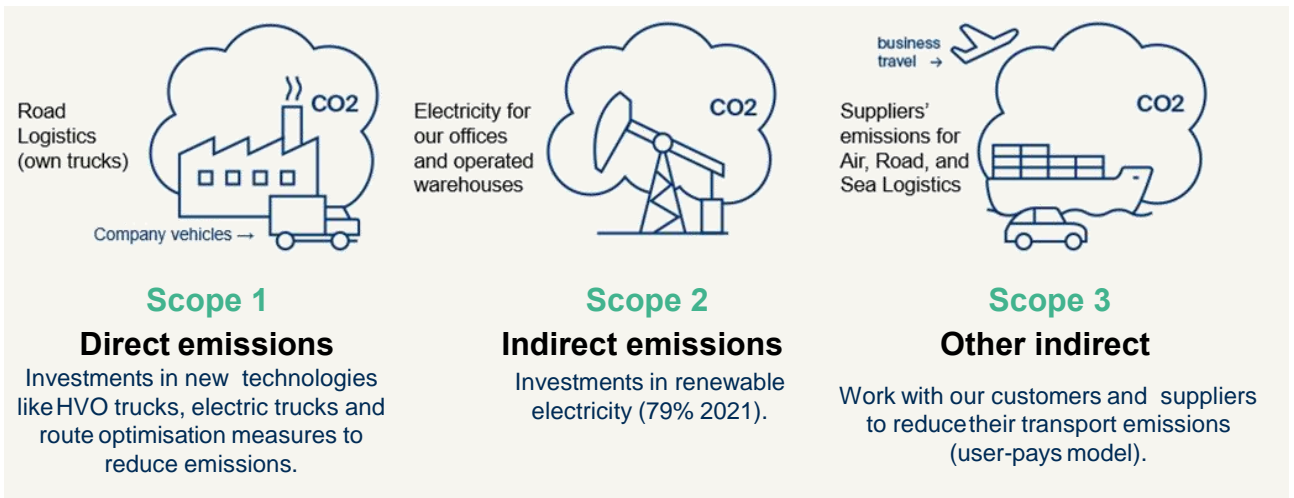 Road
Logistics
(own trucks)
CO2
Company vehicles →
Electricity for
our offices
and operated
warehouses
CO2
business
travel →
Suppliers'
emissions for
Air, Road, and
Sea Logistics
CO2
Scope 1
Direct emissions
Investments in new technologies
like HVO trucks, electric trucks and
route optimisation measures to
reduce emissions.
Scope 2
Indirect emissions
Investments in renewable
electricity (79% 2021).
Scope 3
Other indirect
Work with our customers and suppliers
to reduce their transport emissions
(user-pays model).